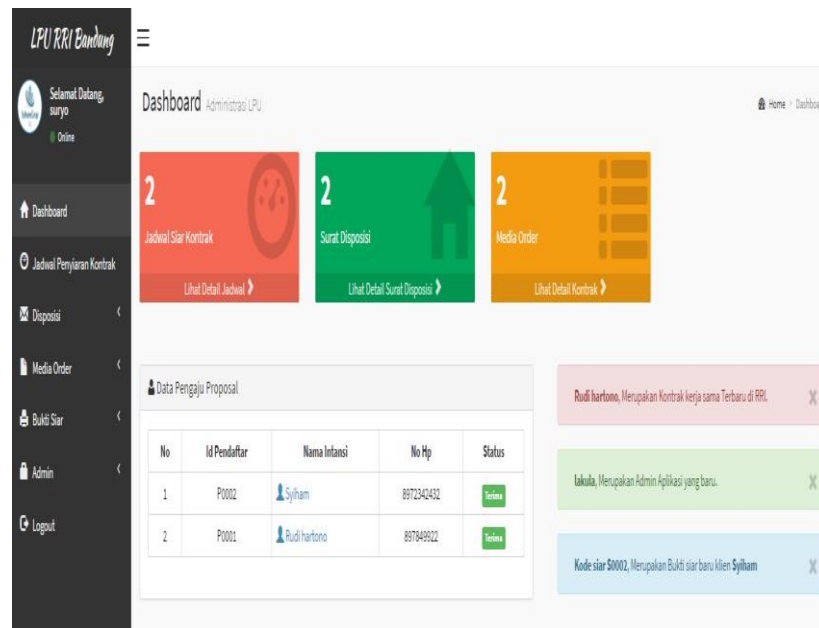 LPU RRI Bandung
Selamat Datang,
suryo
Online
Dashboard
Jadwal Penyiaran Kontrak
Disposisi
Media Order
Bukti Siar
Admin
Logout
Dashboard Administrasi LPU
Home > Dashboa
2
Jadwal Siar Kontrak
Lihat Detail Jadwal
2
Surat Disposisi
Lihat Detail Surat Disposisi
2
Media Order
Lihat Detail Kontrak
Data Pengaju Proposal
No Id Pendaftar Nama Intansi No Hp Status
1 P0002 Syiham 8972342432 Terima
2 P0001 Rudi hartono 897849922 Terima
Rudi hartono, Merupakan Kontrak kerja sama Terbaru di RRI.
lakula, Merupakan Admin Aplikasi yang baru.
Kode siar S0002, Merupakan Bukti siar baru klien Syiham